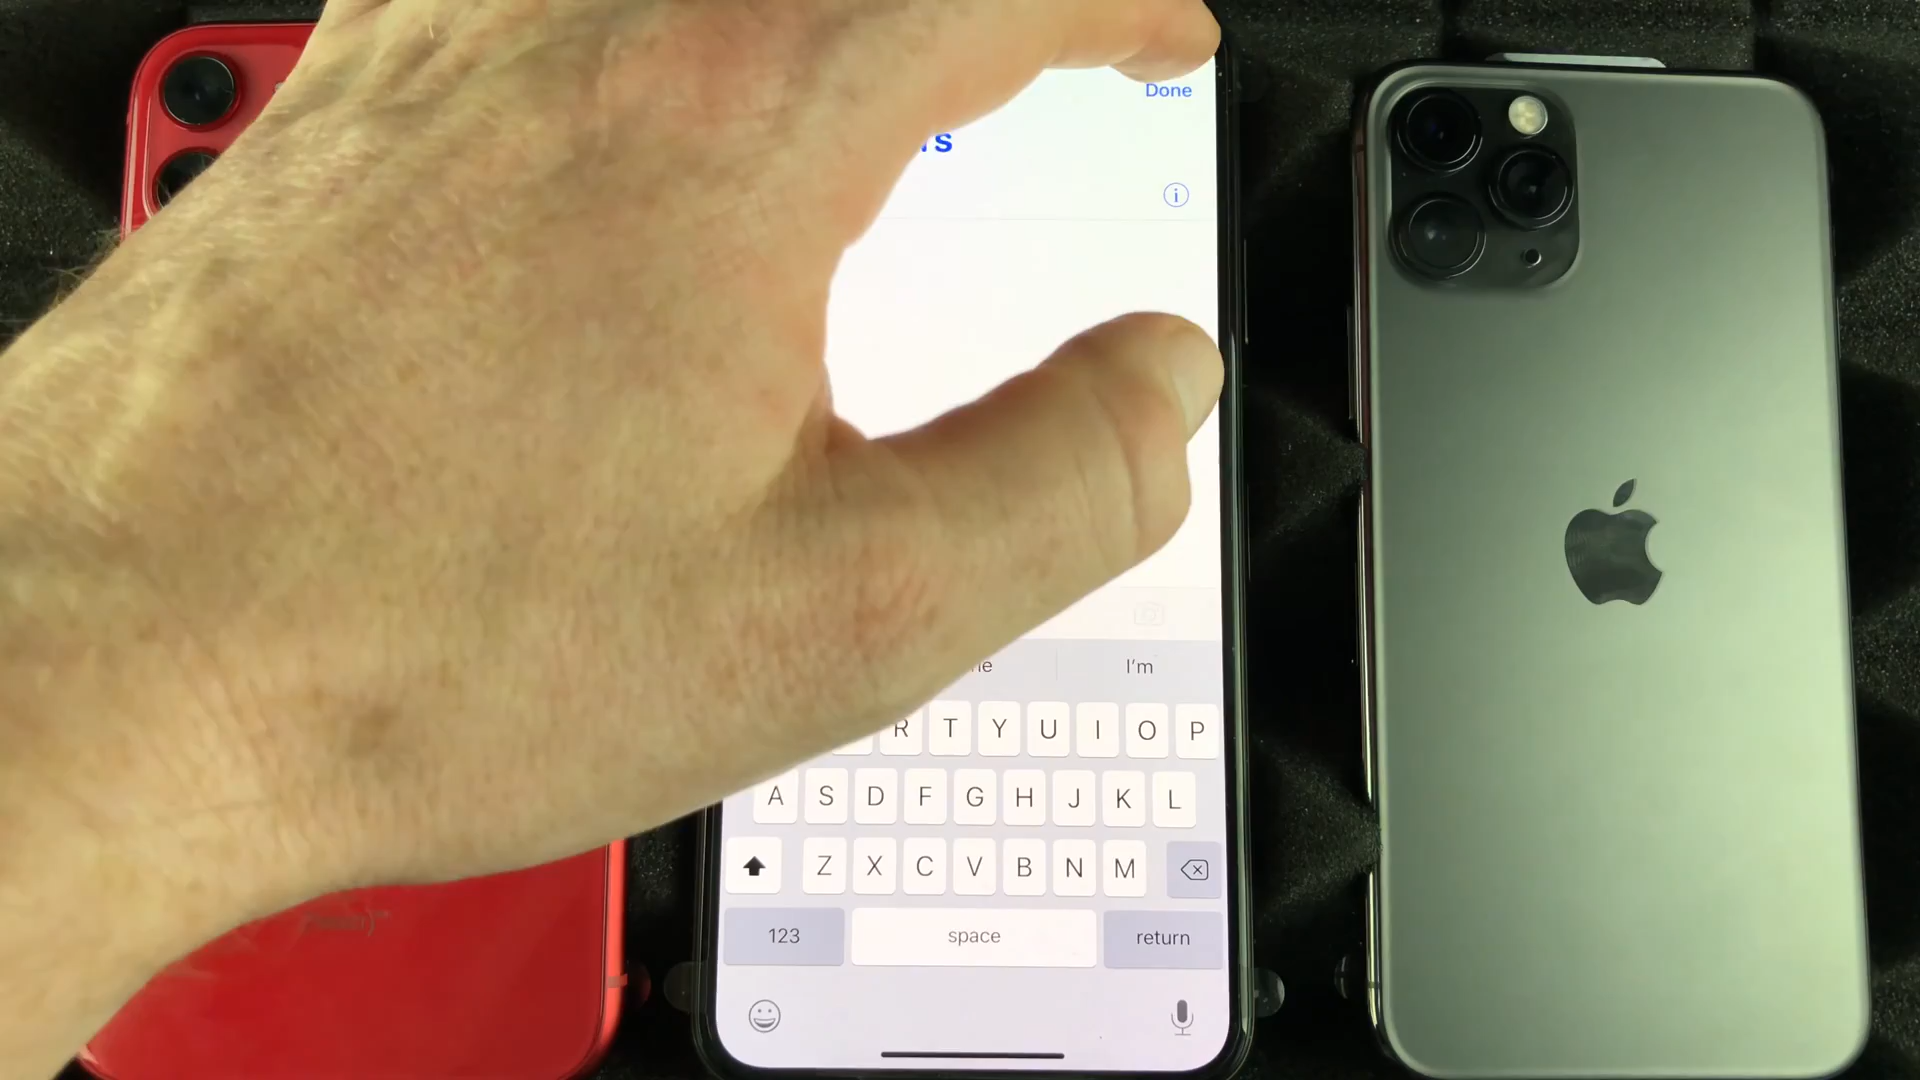 Done
I'm
R T Y U I O P
A S D F G H J K L
Z X C V B N M
123 space return